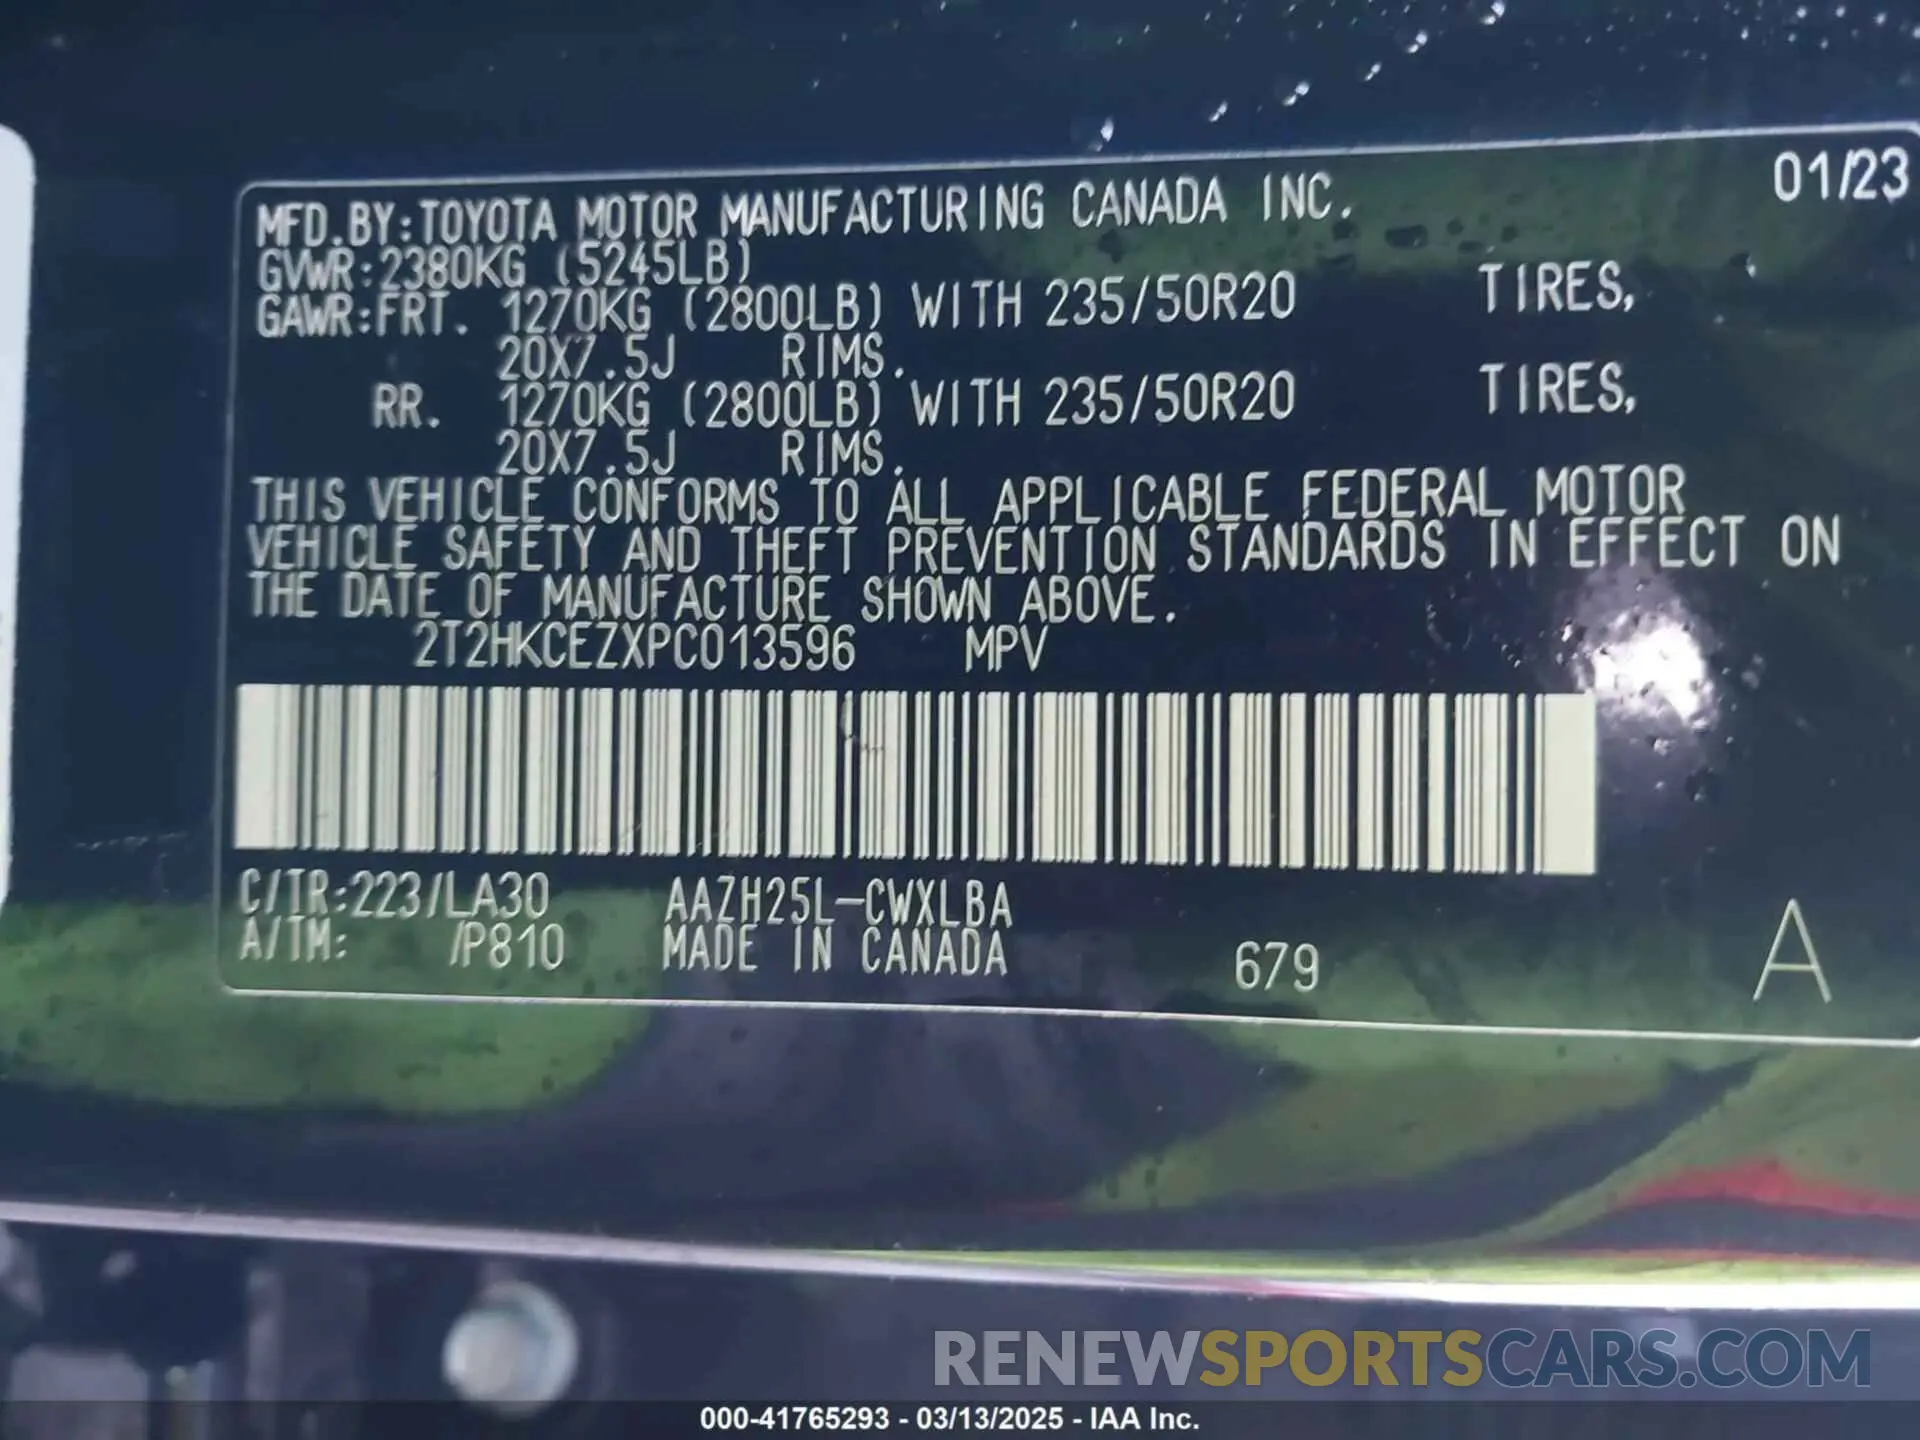 01/23
MFD.BY:TOYOTA MOTOR MANUFACTURING CANADA INC.
GVWR:2380KG (5245LB)
GAWR:FRT. 1270KG (2800LB) WITH 235/50R20 TIRES,
20X7.5J RIMS.
RR. 1270KG (2800LB) WITH 235/50R20 TIRES,
20X7.5J RIMS.
THIS VEHICLE CONFORMS TO ALL APPLICABLE FEDERAL MOTOR
VEHICLE SAFETY AND THEFT PREVENTION STANDARDS IN EFFECT ON
THE DATE OF MANUFACTURE SHOWN ABOVE.
2T2HKCEZXPC013596 MPV
C/TR:223/LA30 AAZH25L-CWXLBA
A/TM: /P810 MADE IN CANADA 679 A
RENEWSPORTSCARS.COM
000-41765293 - 03/13/2025 - IAA Inc.